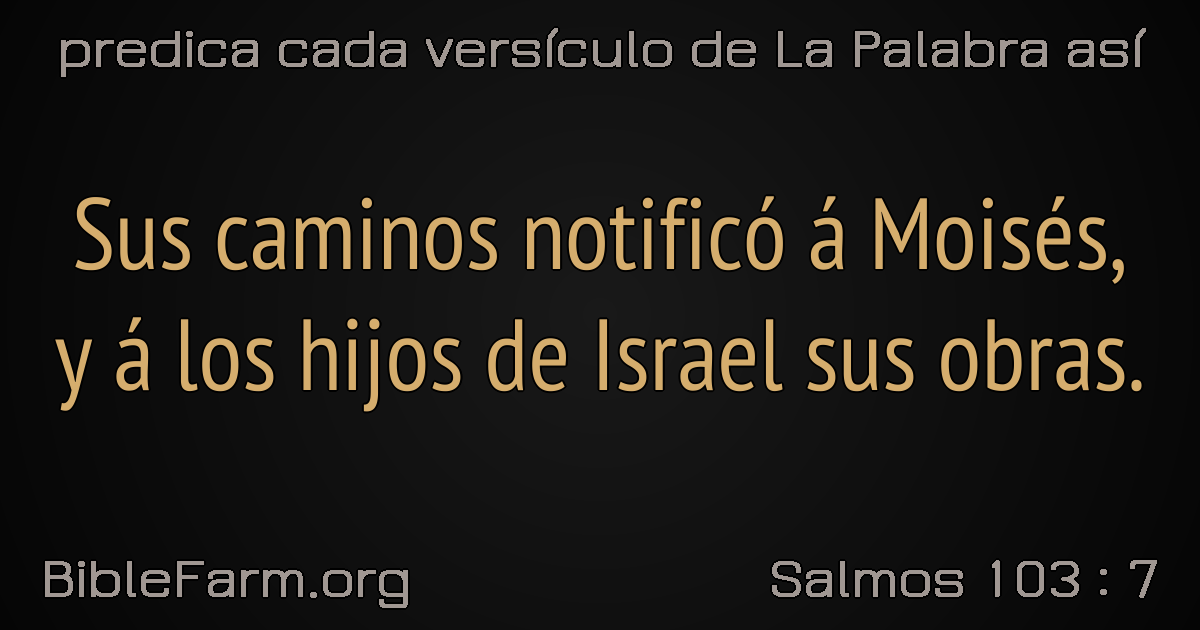 predica cada versículo de La Palabra así
Sus caminos notificó á Moisés,
y á los hijos de Israel sus obras.
BibleFarm.org
Salmos 103 : 7